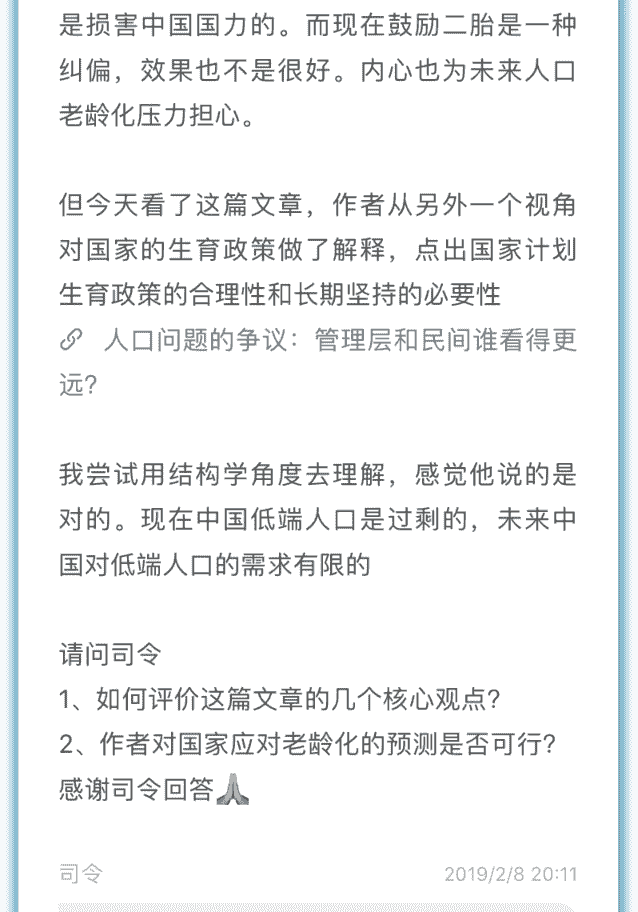 是损害中国国力的。而现在鼓励二胎是一种
纠偏，效果也不是很好。内心也为未来人口
老龄化压力担心。
但今天看了这篇文章，作者从另外一个视角
对国家的生育政策做了解释，点出国家计划
生育政策的合理性和长期坚持的必要性
人口问题的争议：管理层和民间谁看得更
远?
我尝试用结构学角度去理解，感觉他说的是
对的。现在中国低端人口是过剩的，未来中
国对低端人口的需求有限的
请问司令
1、如何评价这篇文章的几个核心观点?
2、作者对国家应对老龄化的预测是否可行?
感谢司令回答🙏
司令 2019/2/8 20:11